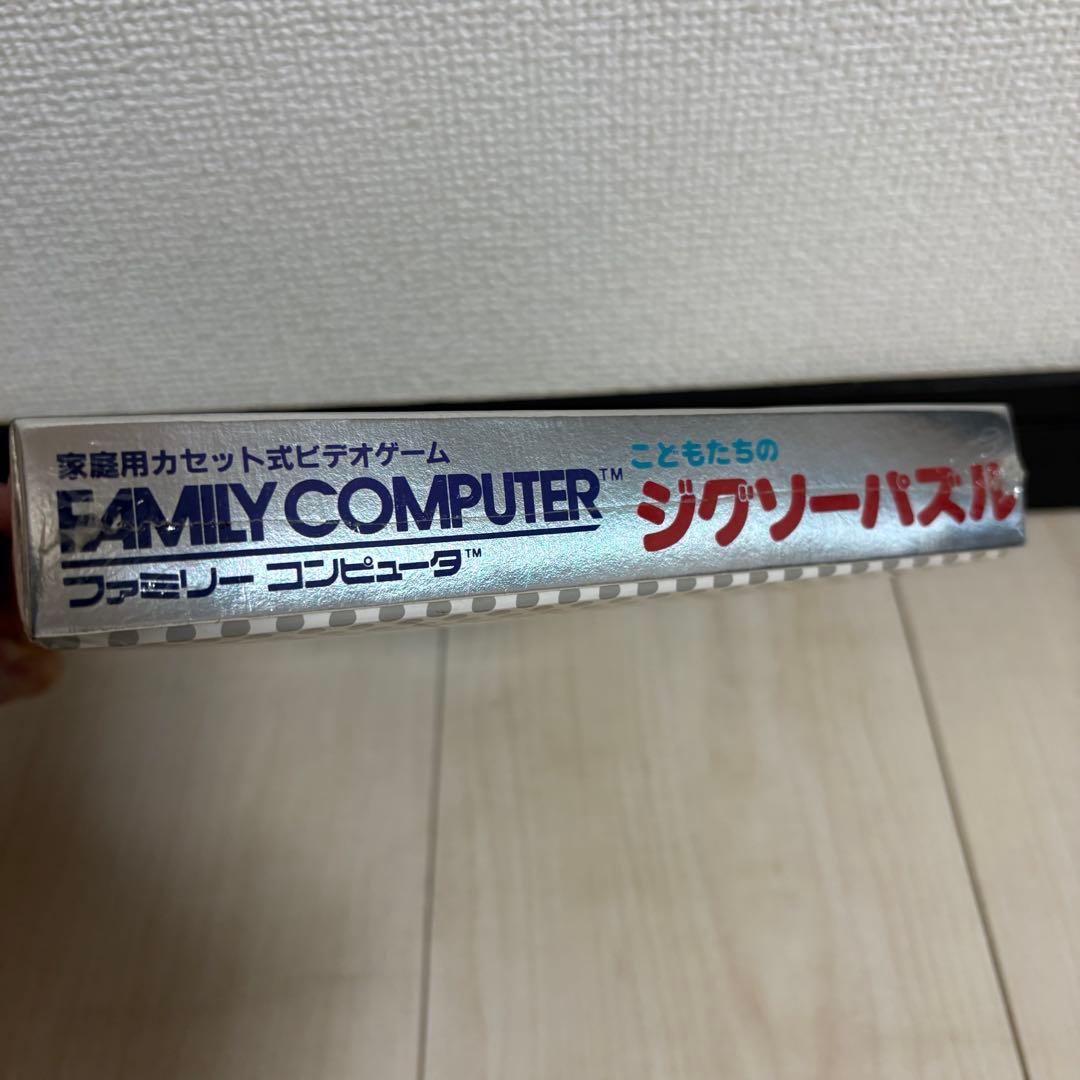 家庭用カセット式ビデオゲーム
FAMILY COMPUTER™
ファミリー コンピュータ™
こどもたちの
ジグソーパズル